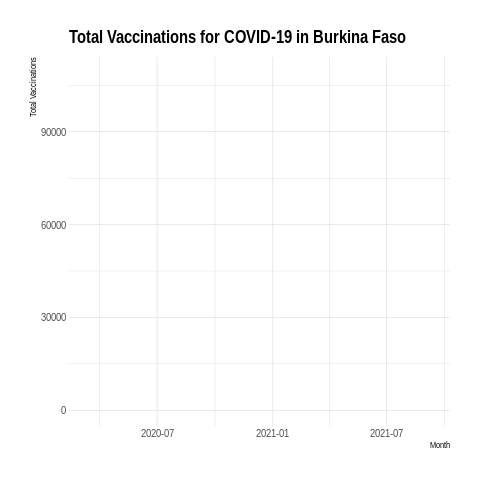 Total Vaccinations for COVID-19 in Burkina Faso
Total Vaccinations
90000
60000
30000
0
2020-07 2021-01 2021-07
Month